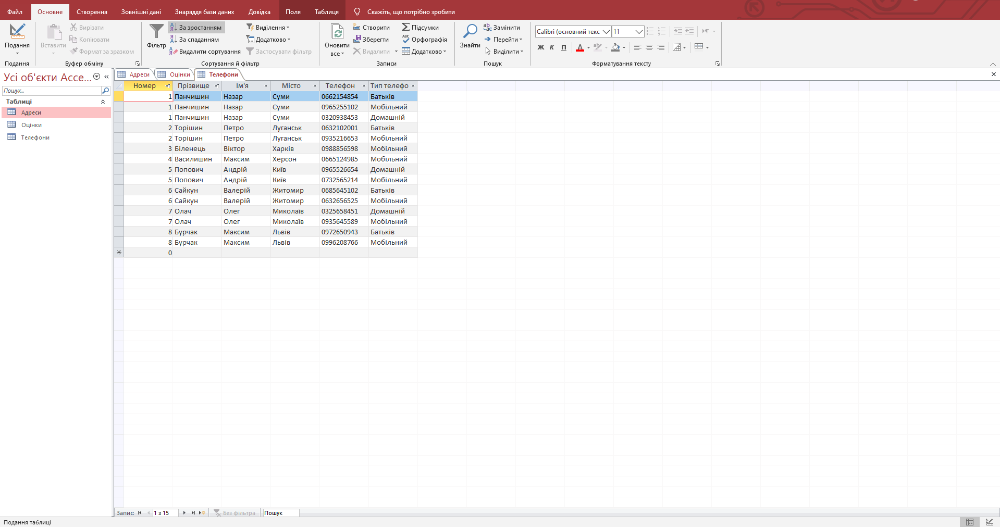 Файл Основне Створення Зовнішні дані Знаряддя бази даних Довідка Поля Таблиця Скажіть, що потрібно зробити
Подання
Вставити
Вирізати
Копіювати
Формат за зразком
Фільтр
За зростанням
За спаданням
Видалити сортування
Виділення
Додатково
Застосувати фільтр
Оновити
все
Створити
Зберегти
Видалити
Підсумки
Орфографія
Додатково
Знайти
Замінити
Перейти
Виділити
Calibri (основний текс 11
Ж К П
Подання Буфер обміну Сортування й фільтр Записи Пошук Форматування тексту
Усі об'єкти Acce...
Пошук...
Таблиці
Адреси
Оцінки
Телефони
Адреси Оцінки Телефони
Номер Прізвище Ім'я Місто Телефон Тип телефо
1 Панчишин Назар Суми 0662154854 Батьків
1 Панчишин Назар Суми 0965255102 Мобільний
1 Панчишин Назар Суми 0320938453 Домашній
2 Торішин Петро Луганськ 0632102001 Батьків
2 Торішин Петро Луганськ 0935216653 Мобільний
3 Біленець Віктор Харків 0988856598 Мобільний
4 Василишин Максим Херсон 0665124985 Мобільний
5 Попович Андрій Київ 0965526654 Домашній
5 Попович Андрій Київ 0732565214 Мобільний
6 Сайкун Валерій Житомир 0685645102 Батьків
6 Сайкун Валерій Житомир 0632656525 Мобільний
7 Олач Олег Миколаїв 0325658451 Домашній
7 Олач Олег Миколаїв 0935645589 Мобільний
8 Бурчак Максим Львів 0972650943 Батьків
8 Бурчак Максим Львів 0996208766 Мобільний
0
Запис: 1 з 15 Без фільтра Пошук
Подання таблиці